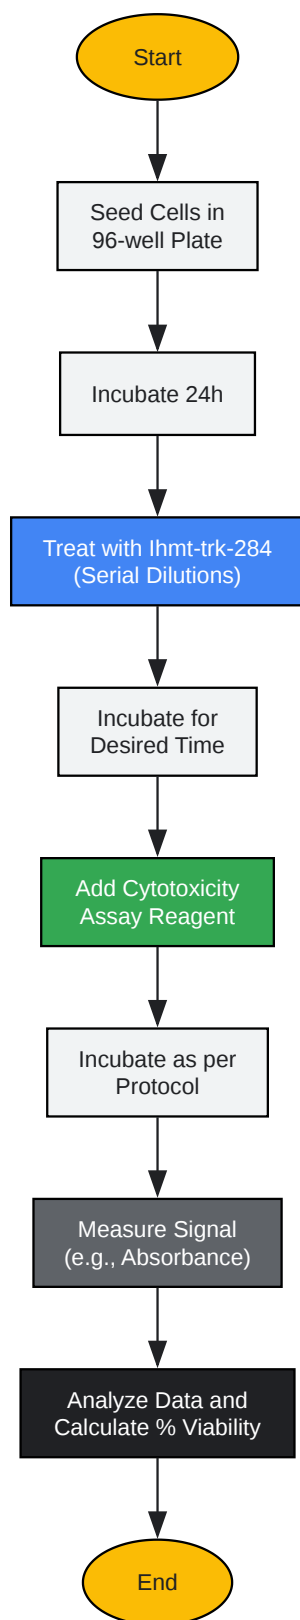 Start
Seed Cells in
96-well Plate
Incubate 24h
Treat with Ihmt-trk-284
(Serial Dilutions)
Incubate for
Desired Time
Add Cytotoxicity
Assay Reagent
Incubate as per
Protocol
Measure Signal
(e.g., Absorbance)
Analyze Data and
Calculate % Viability
End